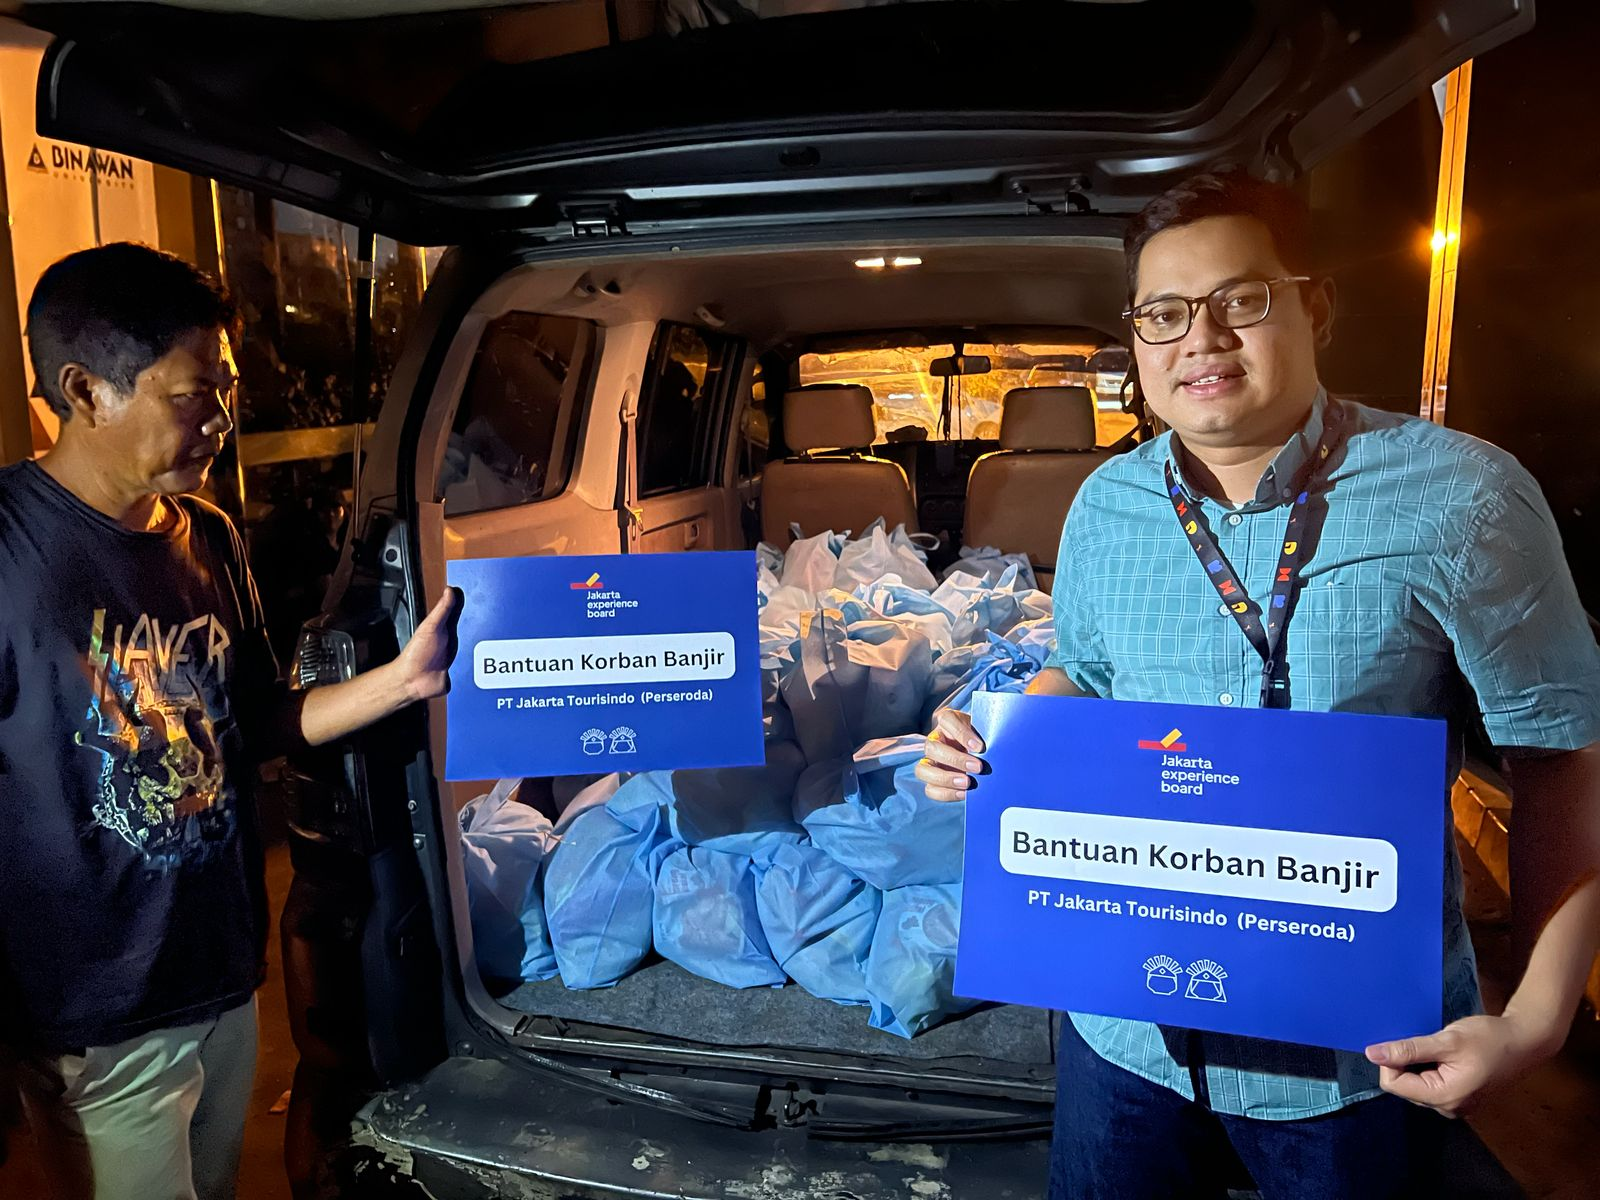 BINAWAN
UNIVERSITY
SLAYER
Jakarta
experience
board
Bantuan Korban Banjir
PT Jakarta Tourisindo (Perseroda)
Jakarta
experience
board
Bantuan Korban Banjir
PT Jakarta Tourisindo (Perseroda)